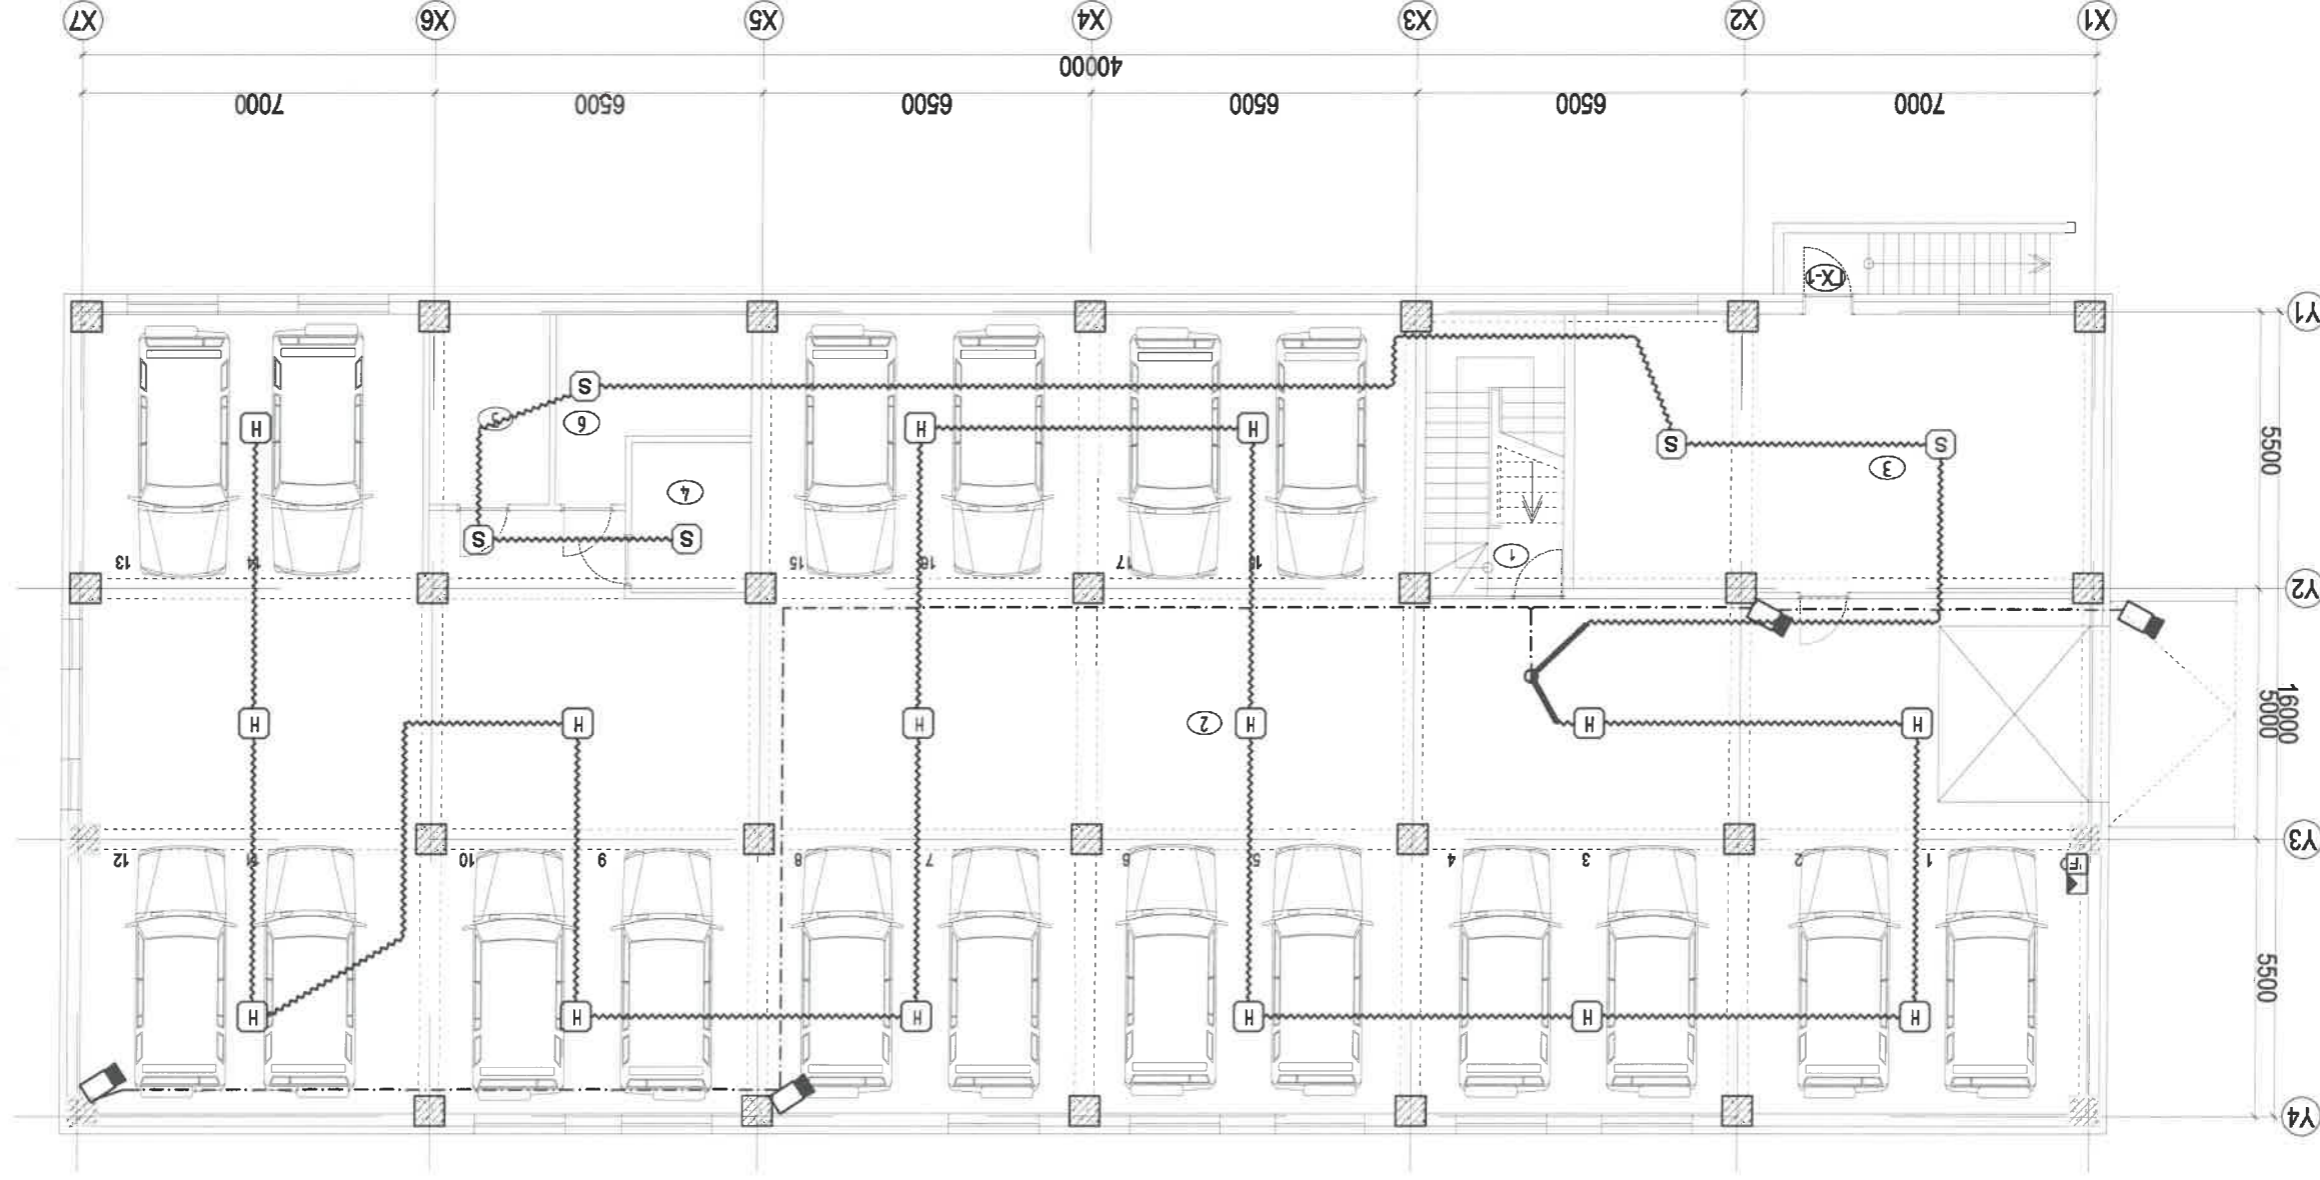 Y4
H H H H H H
5500
F
1 2 3 4 5 6 7 8 9 10 11 12
Y3
H H H 2 H H H
5000
16000
Y2
18 17 16 15 14 13
1
S S
4
3
5500
S S
H H H
6 5
S
Y1
ГХ-1
7000 6500 6500 6500 6500 7000
40000
X1 X2 X3 X4 X5 X6 X7